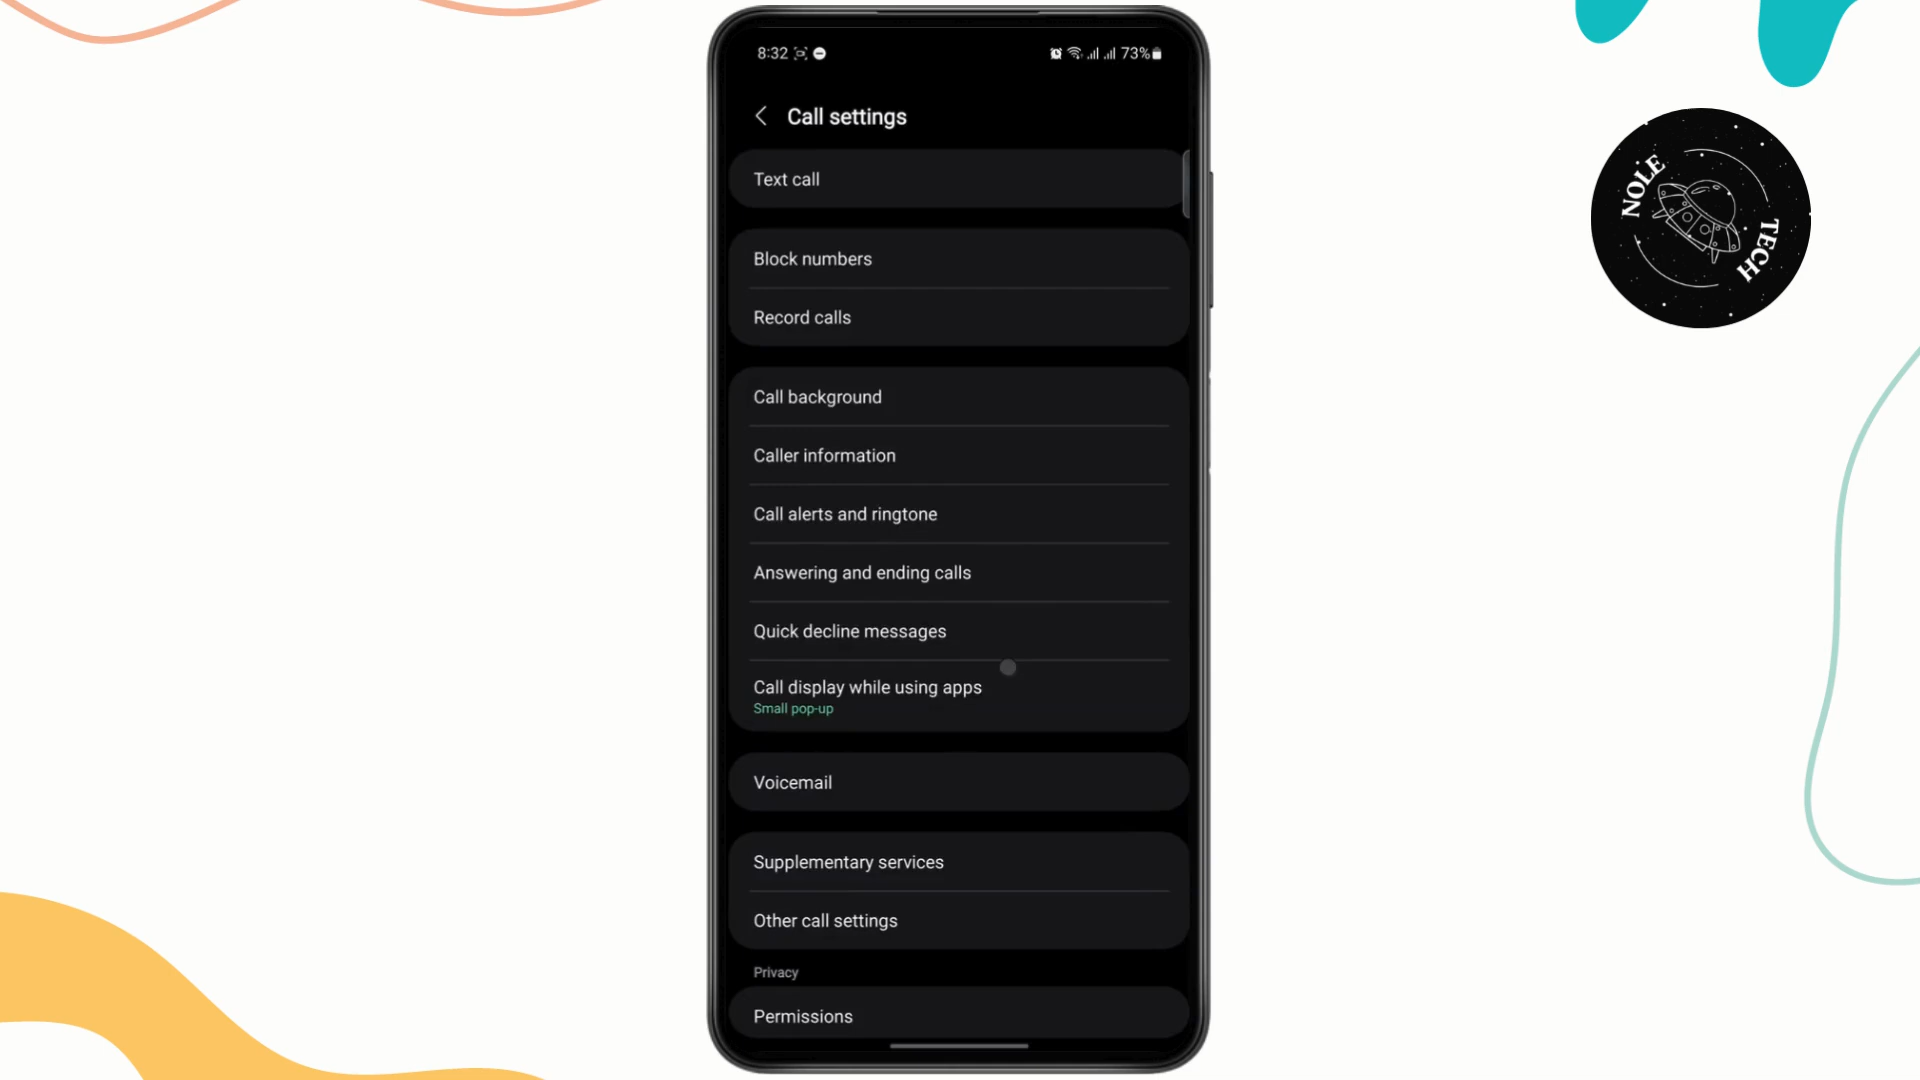 8:32
73%
Call settings
Text call
Block numbers
Record calls
Call background
Caller information
Call alerts and ringtone
Answering and ending calls
Quick decline messages
Call display while using apps
Small pop-up
Voicemail
Supplementary services
Other call settings
Privacy
Permissions
NOLE
TECH